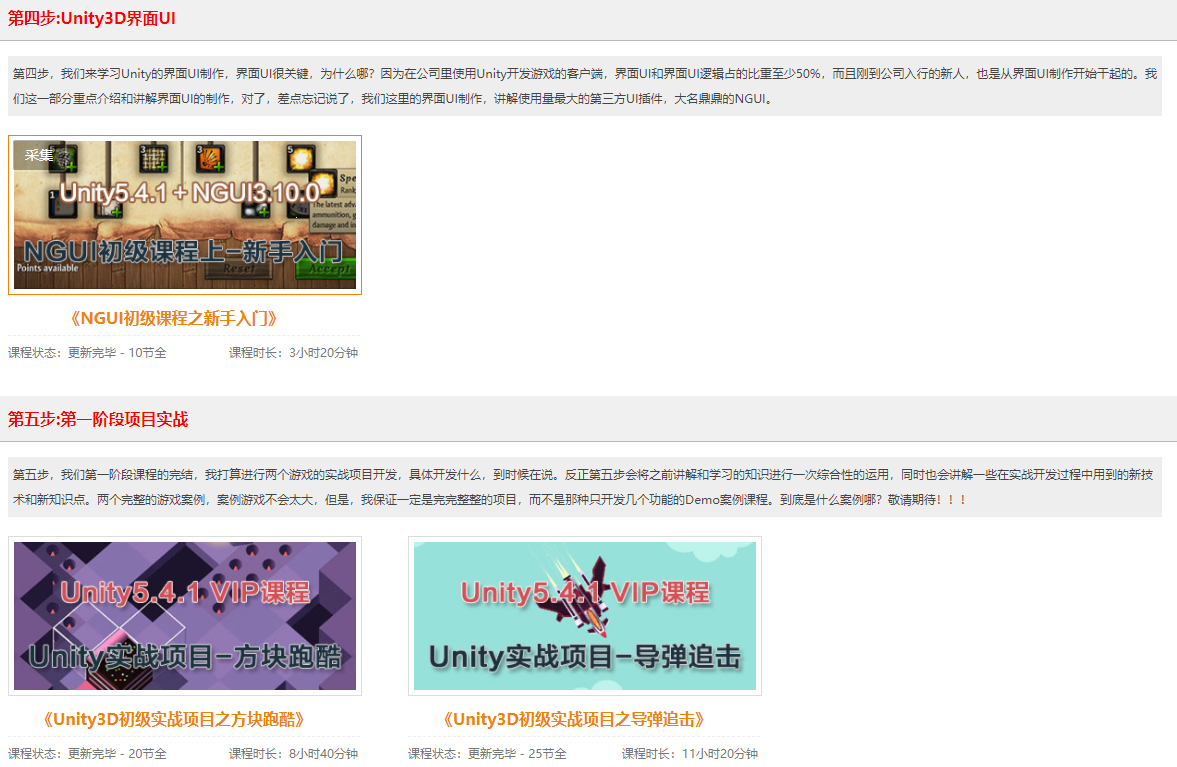 第四步:Unity3D界面UI
第四步，我们来学习Unity的界面UI制作，界面UI很关键，为什么哪？因为在公司里使用Unity开发游戏的客户端，界面UI和界面UI逻辑占的比重至少50%，而且刚到公司入行的新人，也是从界面UI制作开始干起的。我
们这一部分重点介绍和讲解界面UI的制作，对了，差点忘记说了，我们这里的界面UI制作，讲解使用量最大的第三方UI插件，大名鼎鼎的NGUI。
采集
3
3
5
1
Unity5.4.1 + NGUI3.10.0
Spe
Rank
The latest adv
ammunition, g
damage and in
NGUI初级课程上-新手入门
Points available
Reset
Accept
《NGUI初级课程之新手入门》
课程状态：更新完毕 - 10节全
课程时长：3小时20分钟
第五步:第一阶段项目实战
第五步，我们第一阶段课程的完结，我打算进行两个游戏的实战项目开发，具体开发什么，到时候在说。反正第五步会将之前讲解和学习的知识进行一次综合性的运用，同时也会讲解一些在实战开发过程中用到的新技
术和新知识点。两个完整的游戏案例，案例游戏不会太大，但是，我保证一定是完完整整的项目，而不是那种只开发几个功能的Demo案例课程。到底是什么案例哪？敬请期待！！！
Unity5.4.1 VIP课程
Unity实战项目-方块跑酷
Unity5.4.1 VIP课程
Unity实战项目-导弹追击
《Unity3D初级实战项目之方块跑酷》
《Unity3D初级实战项目之导弹追击》
课程状态：更新完毕 - 20节全
课程时长：8小时40分钟
课程状态：更新完毕 - 25节全
课程时长：11小时20分钟